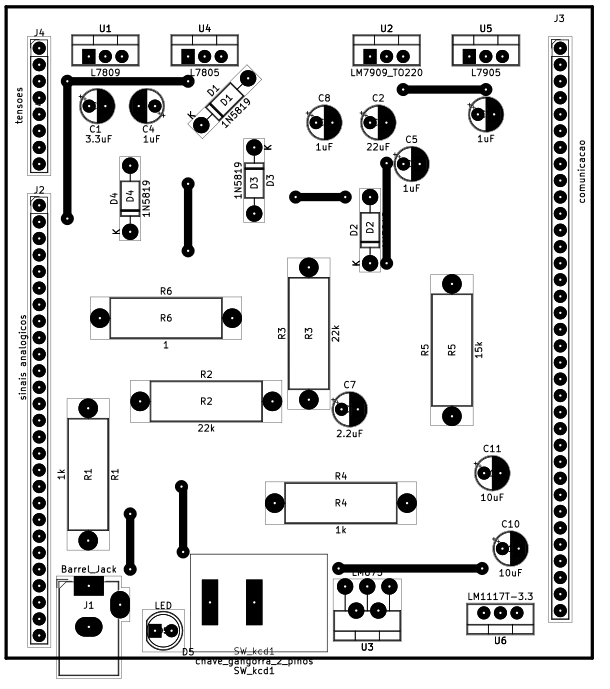 J3
U1
U4
U2
U5
J4
L7809
L7805
LM7909_TO220
L7905
tensoes
D1
D1
1N5819
K
C1
3.3uF
C4
1uF
C8
1uF
C2
22uF
1uF
C5
1uF
comunicacao
J2
D4
D4
1N5819
K
1N5819
D3
D3
K
D2
D2
K
R6
R6
1
R3
R3
22k
R5
R5
15k
sinais analogicos
R2
R2
22k
C7
2.2uF
1k
R1
R1
R4
R4
1k
C11
10uF
C10
10uF
Barrel_Jack
J1
LED
D5
SW_kcd1
chave_gangorra_2_pinos
SW_kcd1
LM675
U3
LM1117T-3.3
U6